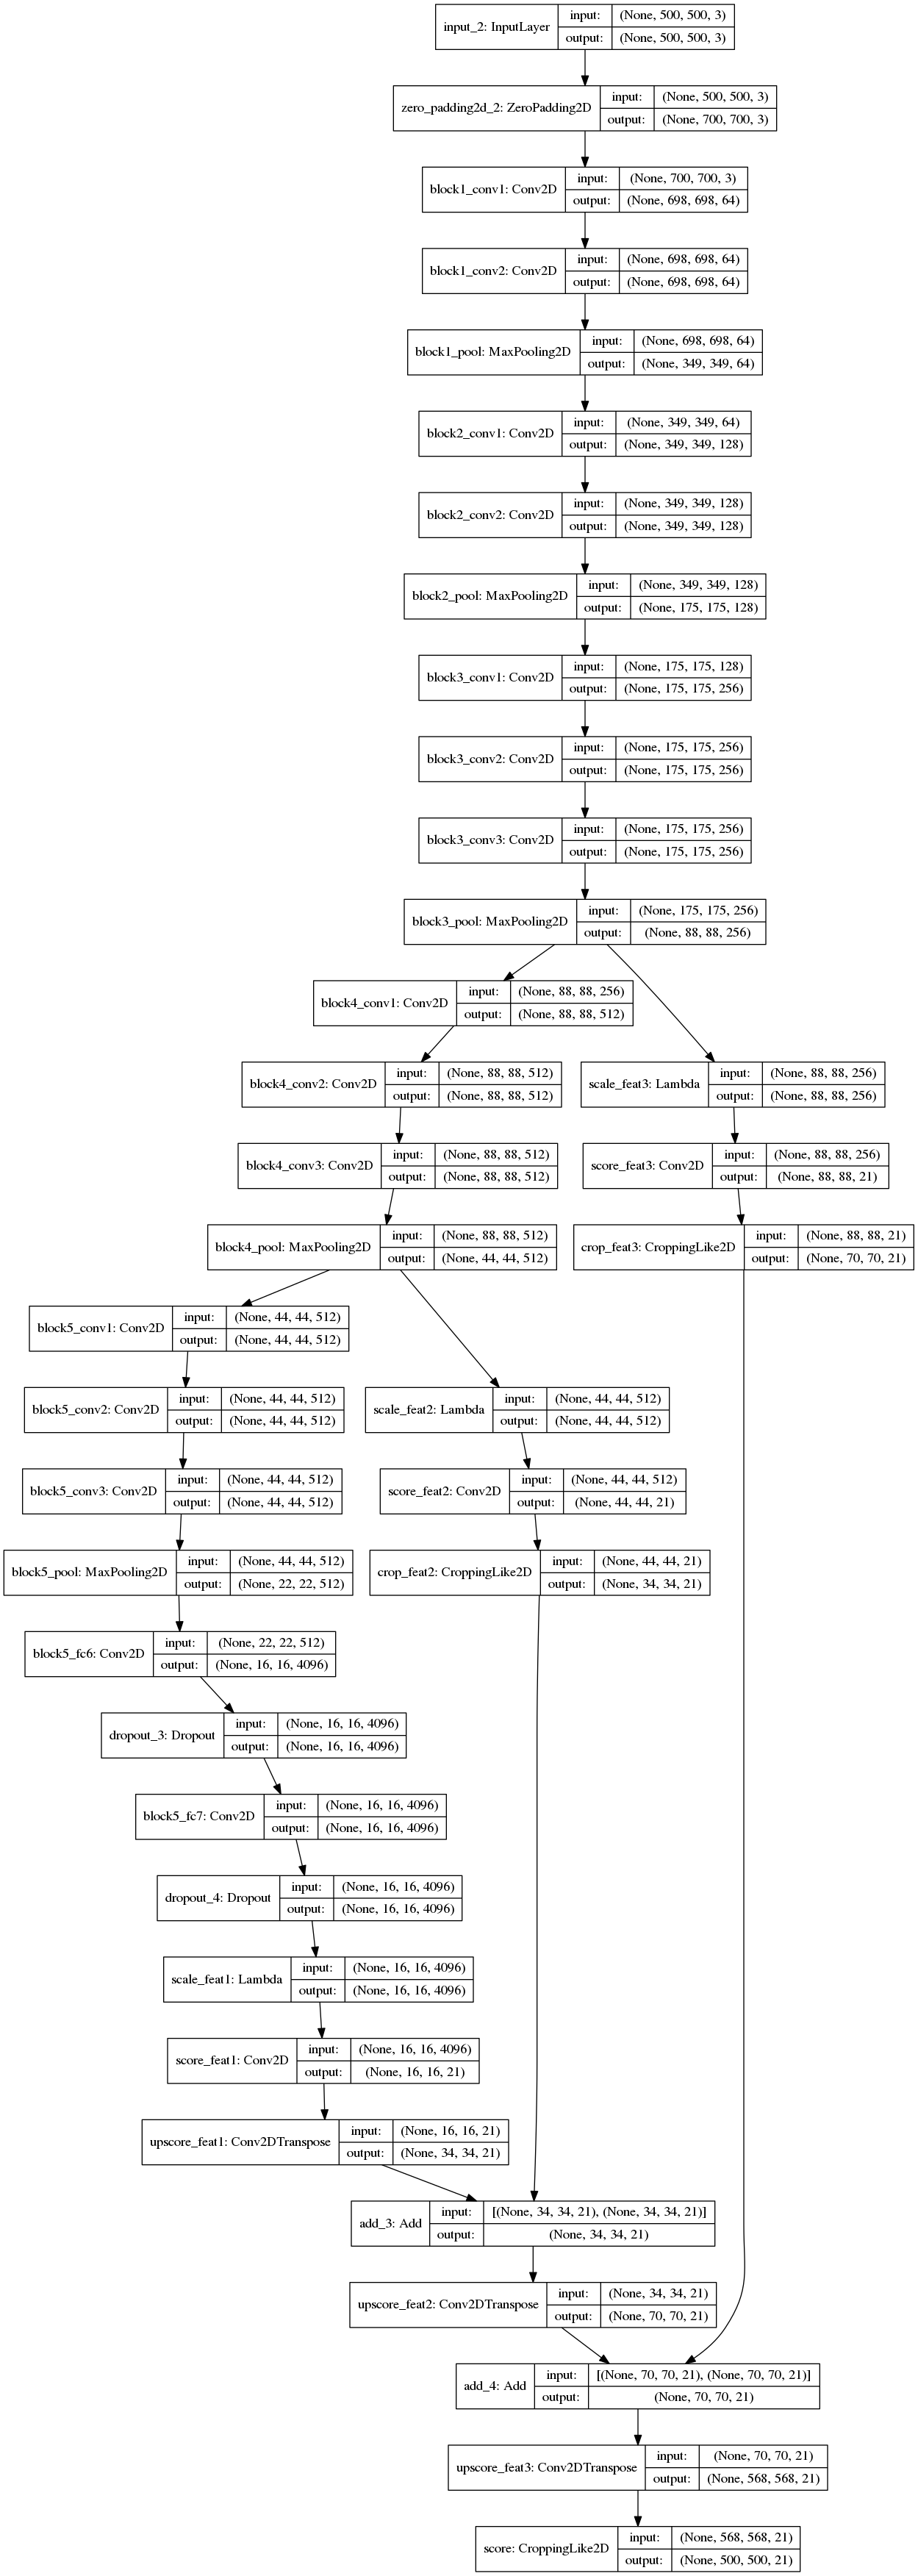 input_2: InputLayer
input: (None, 500, 500, 3)
output: (None, 500, 500, 3)
zero_padding2d_2: ZeroPadding2D
input: (None, 500, 500, 3)
output: (None, 700, 700, 3)
block1_conv1: Conv2D
input: (None, 700, 700, 3)
output: (None, 698, 698, 64)
block1_conv2: Conv2D
input: (None, 698, 698, 64)
output: (None, 698, 698, 64)
block1_pool: MaxPooling2D
input: (None, 698, 698, 64)
output: (None, 349, 349, 64)
block2_conv1: Conv2D
input: (None, 349, 349, 64)
output: (None, 349, 349, 128)
block2_conv2: Conv2D
input: (None, 349, 349, 128)
output: (None, 349, 349, 128)
block2_pool: MaxPooling2D
input: (None, 349, 349, 128)
output: (None, 175, 175, 128)
block3_conv1: Conv2D
input: (None, 175, 175, 128)
output: (None, 175, 175, 256)
block3_conv2: Conv2D
input: (None, 175, 175, 256)
output: (None, 175, 175, 256)
block3_conv3: Conv2D
input: (None, 175, 175, 256)
output: (None, 175, 175, 256)
block3_pool: MaxPooling2D
input: (None, 175, 175, 256)
output: (None, 88, 88, 256)
block4_conv1: Conv2D
input: (None, 88, 88, 256)
output: (None, 88, 88, 512)
block4_conv2: Conv2D
input: (None, 88, 88, 512)
output: (None, 88, 88, 512)
scale_feat3: Lambda
input: (None, 88, 88, 256)
output: (None, 88, 88, 256)
block4_conv3: Conv2D
input: (None, 88, 88, 512)
output: (None, 88, 88, 512)
score_feat3: Conv2D
input: (None, 88, 88, 256)
output: (None, 88, 88, 21)
block4_pool: MaxPooling2D
input: (None, 88, 88, 512)
output: (None, 44, 44, 512)
crop_feat3: CroppingLike2D
input: (None, 88, 88, 21)
output: (None, 70, 70, 21)
block5_conv1: Conv2D
input: (None, 44, 44, 512)
output: (None, 44, 44, 512)
block5_conv2: Conv2D
input: (None, 44, 44, 512)
output: (None, 44, 44, 512)
scale_feat2: Lambda
input: (None, 44, 44, 512)
output: (None, 44, 44, 512)
block5_conv3: Conv2D
input: (None, 44, 44, 512)
output: (None, 44, 44, 512)
score_feat2: Conv2D
input: (None, 44, 44, 512)
output: (None, 44, 44, 21)
block5_pool: MaxPooling2D
input: (None, 44, 44, 512)
output: (None, 22, 22, 512)
crop_feat2: CroppingLike2D
input: (None, 44, 44, 21)
output: (None, 34, 34, 21)
block5_fc6: Conv2D
input: (None, 22, 22, 512)
output: (None, 16, 16, 4096)
dropout_3: Dropout
input: (None, 16, 16, 4096)
output: (None, 16, 16, 4096)
block5_fc7: Conv2D
input: (None, 16, 16, 4096)
output: (None, 16, 16, 4096)
dropout_4: Dropout
input: (None, 16, 16, 4096)
output: (None, 16, 16, 4096)
scale_feat1: Lambda
input: (None, 16, 16, 4096)
output: (None, 16, 16, 4096)
score_feat1: Conv2D
input: (None, 16, 16, 4096)
output: (None, 16, 16, 21)
upscore_feat1: Conv2DTranspose
input: (None, 16, 16, 21)
output: (None, 34, 34, 21)
add_3: Add
input: [(None, 34, 34, 21), (None, 34, 34, 21)]
output: (None, 34, 34, 21)
upscore_feat2: Conv2DTranspose
input: (None, 34, 34, 21)
output: (None, 70, 70, 21)
add_4: Add
input: [(None, 70, 70, 21), (None, 70, 70, 21)]
output: (None, 70, 70, 21)
upscore_feat3: Conv2DTranspose
input: (None, 70, 70, 21)
output: (None, 568, 568, 21)
score: CroppingLike2D
input: (None, 568, 568, 21)
output: (None, 500, 500, 21)